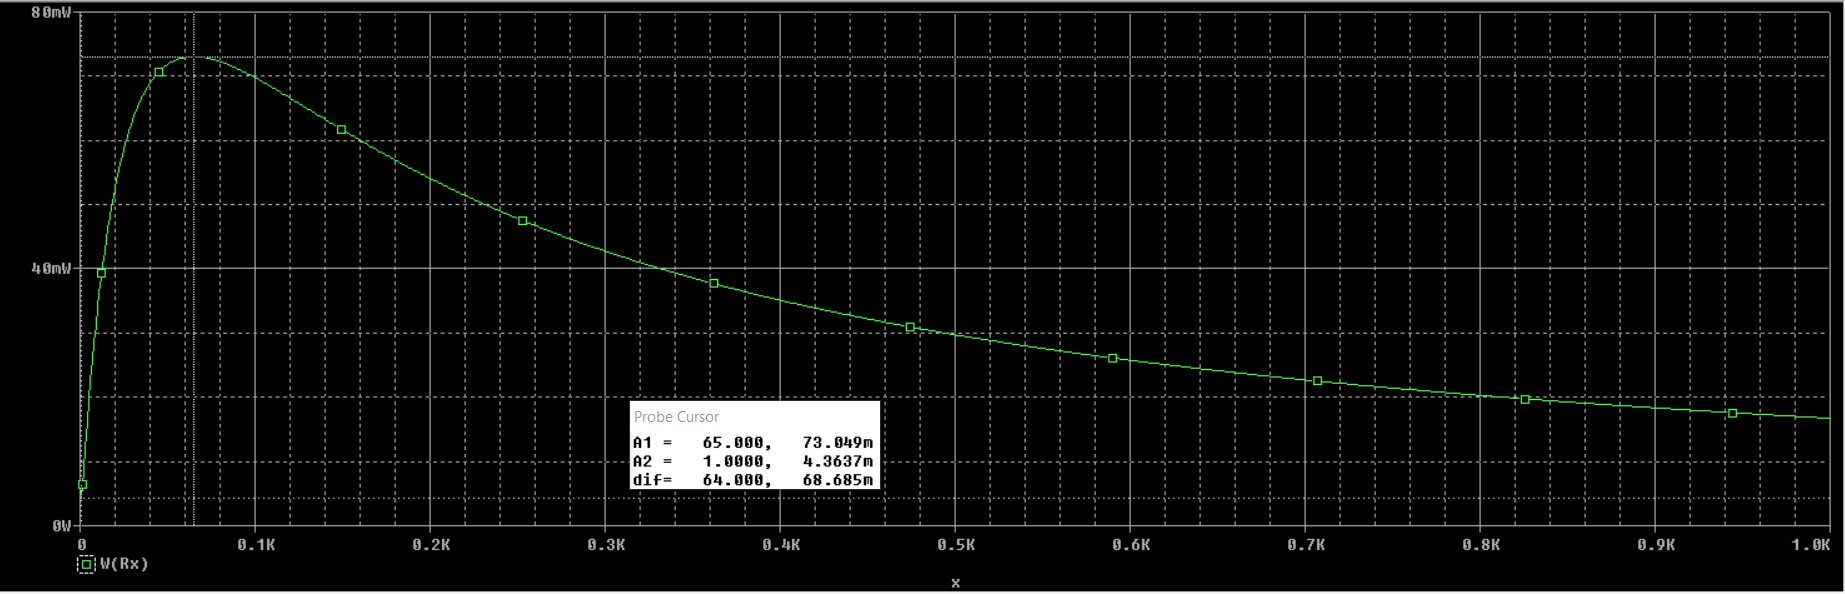 80mW
40mW
0W
0 0.1K 0.2K 0.3K 0.4K 0.5K 0.6K 0.7K 0.8K 0.9K 1.0K
W(Rx)
x
Probe Cursor
A1 = 65.000, 73.049m
A2 = 1.0000, 4.3637m
dif= 64.000, 68.685m